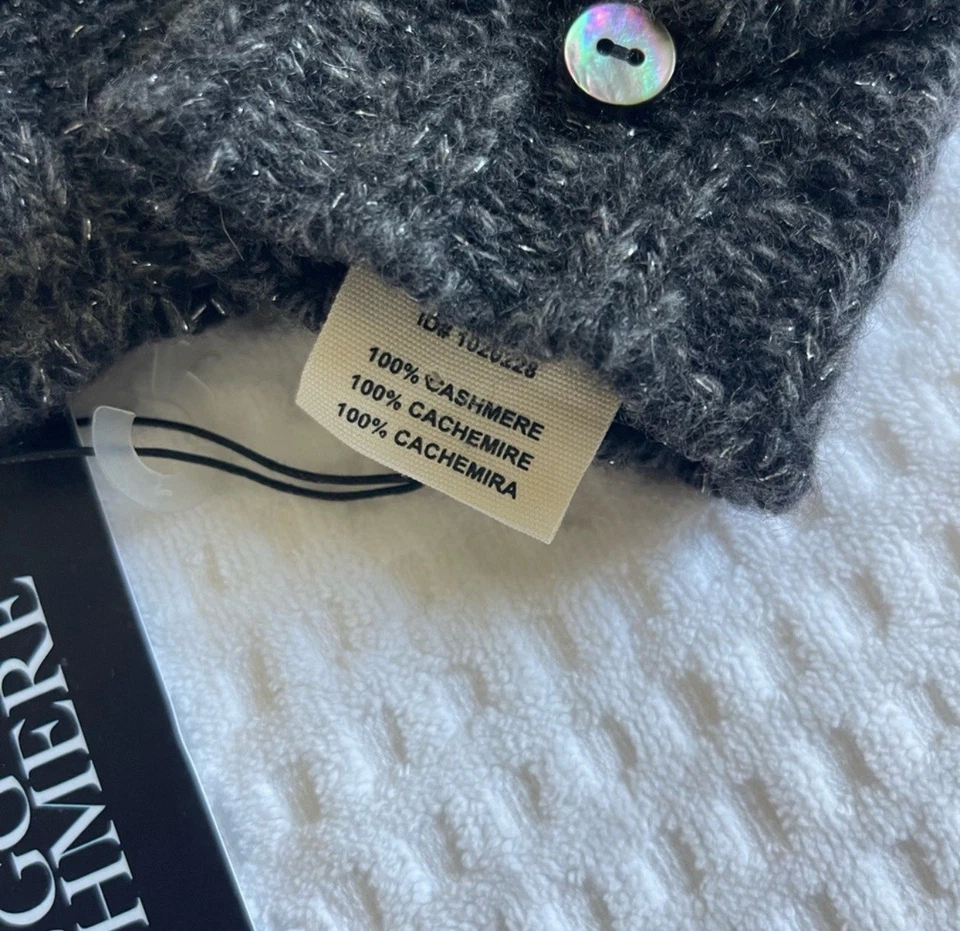 ID# 1020228
100% CASHMERE
100% CACHEMIRE
100% CACHEMIRA